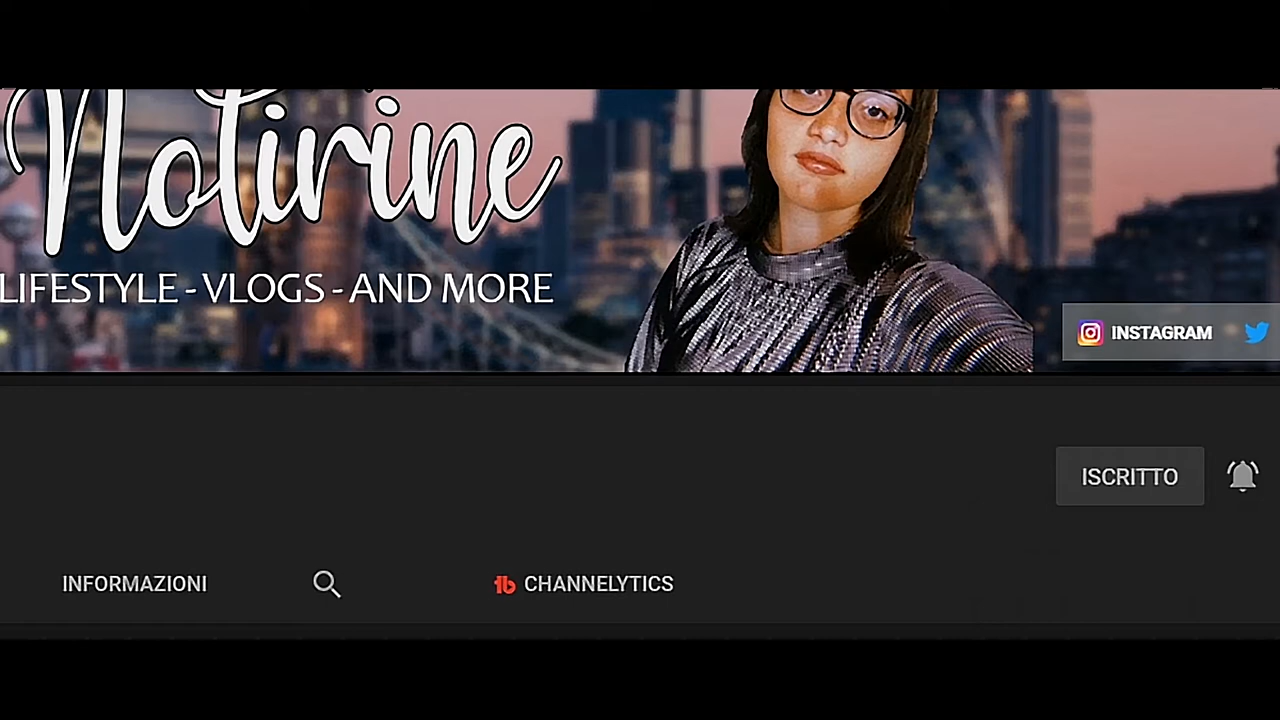 Notirine
LIFESTYLE - VLOGS - AND MORE
INSTAGRAM
ISCRITTO
INFORMAZIONI
CHANNELYTICS